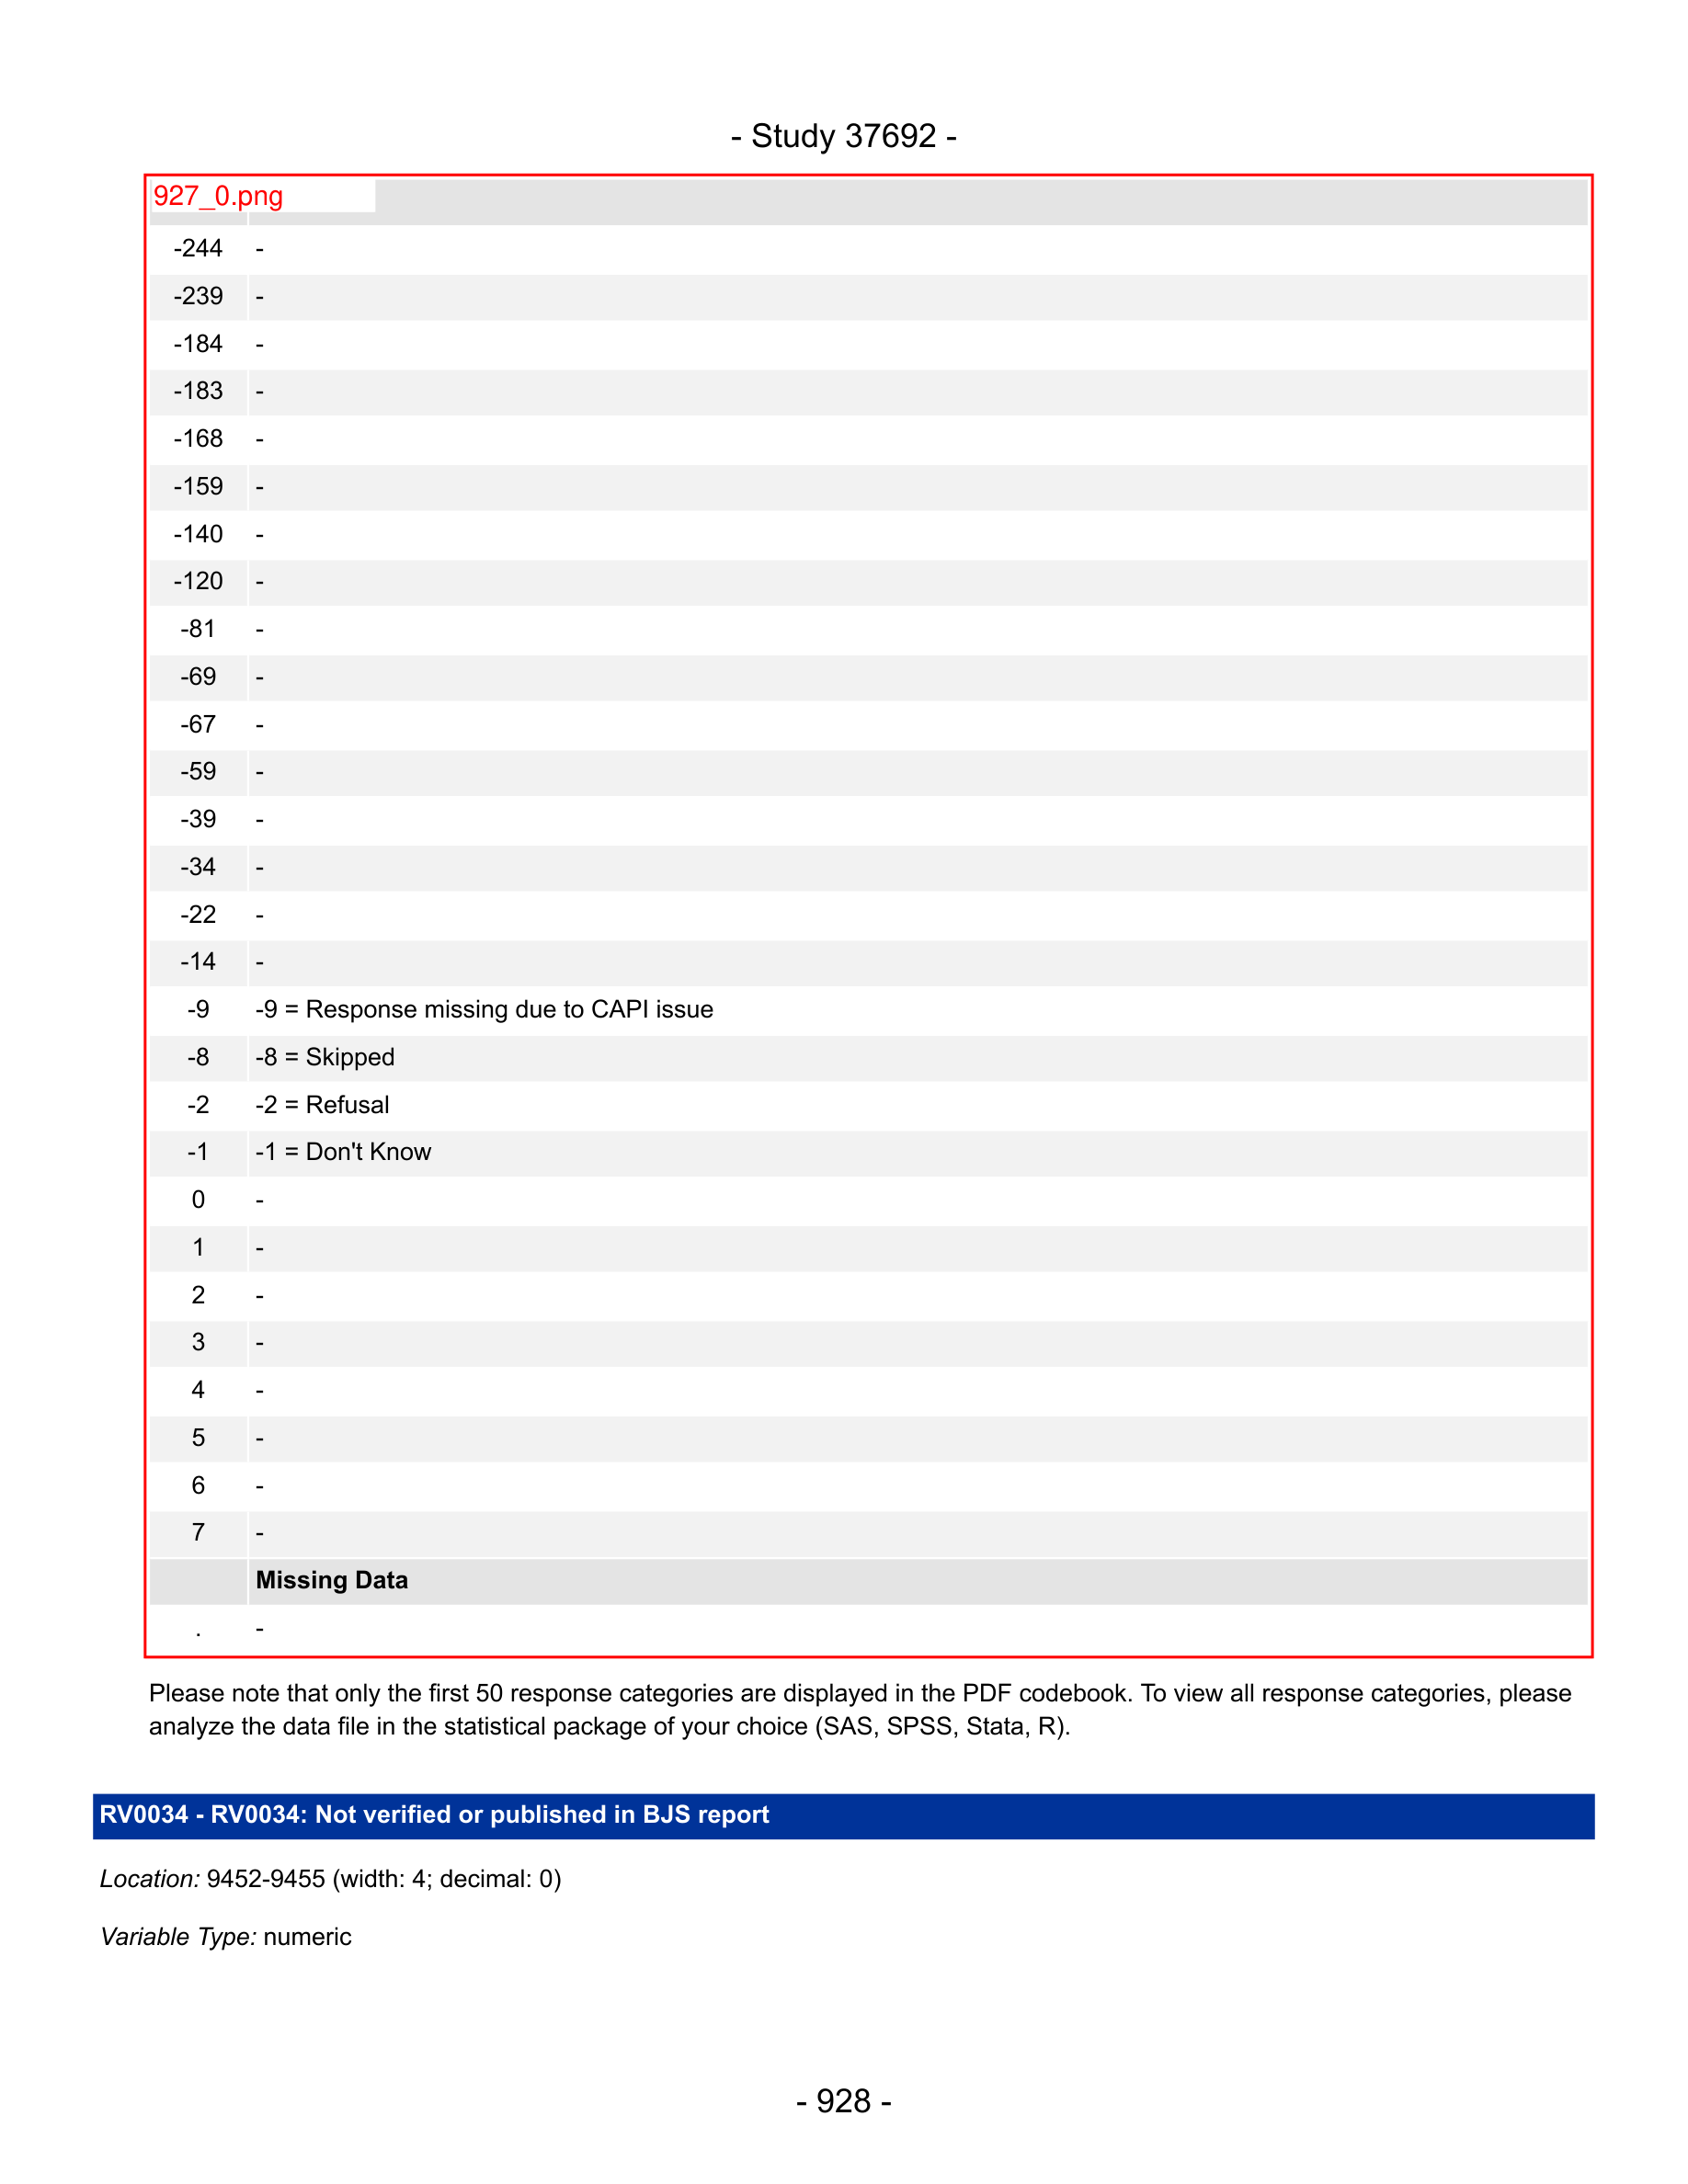 - Study 37692 -
927_0.png
-244 -
-239 -
-184 -
-183 -
-168 -
-159 -
-140 -
-120 -
-81 -
-69 -
-67 -
-59 -
-39 -
-34 -
-22 -
-14 -
-9 -9 = Response missing due to CAPI issue
-8 -8 = Skipped
-2 -2 = Refusal
-1 -1 = Don't Know
0 -
1 -
2 -
3 -
4 -
5 -
6 -
7 -
Missing Data
. -
Please note that only the first 50 response categories are displayed in the PDF codebook. To view all response categories, please
analyze the data file in the statistical package of your choice (SAS, SPSS, Stata, R).
RV0034 - RV0034: Not verified or published in BJS report
Location: 9452-9455 (width: 4; decimal: 0)
Variable Type: numeric
- 928 -